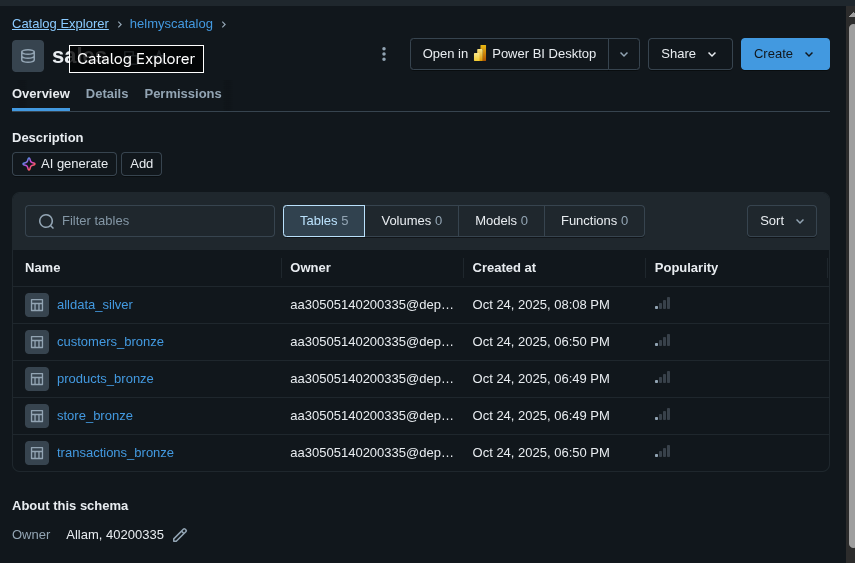 Catalog Explorer › helmyscatalog ›
sales
Catalog Explorer
Open in Power BI Desktop Share Create
Overview Details Permissions
Description
AI generate Add
Filter tables Tables 5 Volumes 0 Models 0 Functions 0 Sort
Name Owner Created at Popularity
alldata_silver aa30505140200335@dep... Oct 24, 2025, 08:08 PM
customers_bronze aa30505140200335@dep... Oct 24, 2025, 06:50 PM
products_bronze aa30505140200335@dep... Oct 24, 2025, 06:49 PM
store_bronze aa30505140200335@dep... Oct 24, 2025, 06:49 PM
transactions_bronze aa30505140200335@dep... Oct 24, 2025, 06:50 PM
About this schema
Owner Allam, 40200335